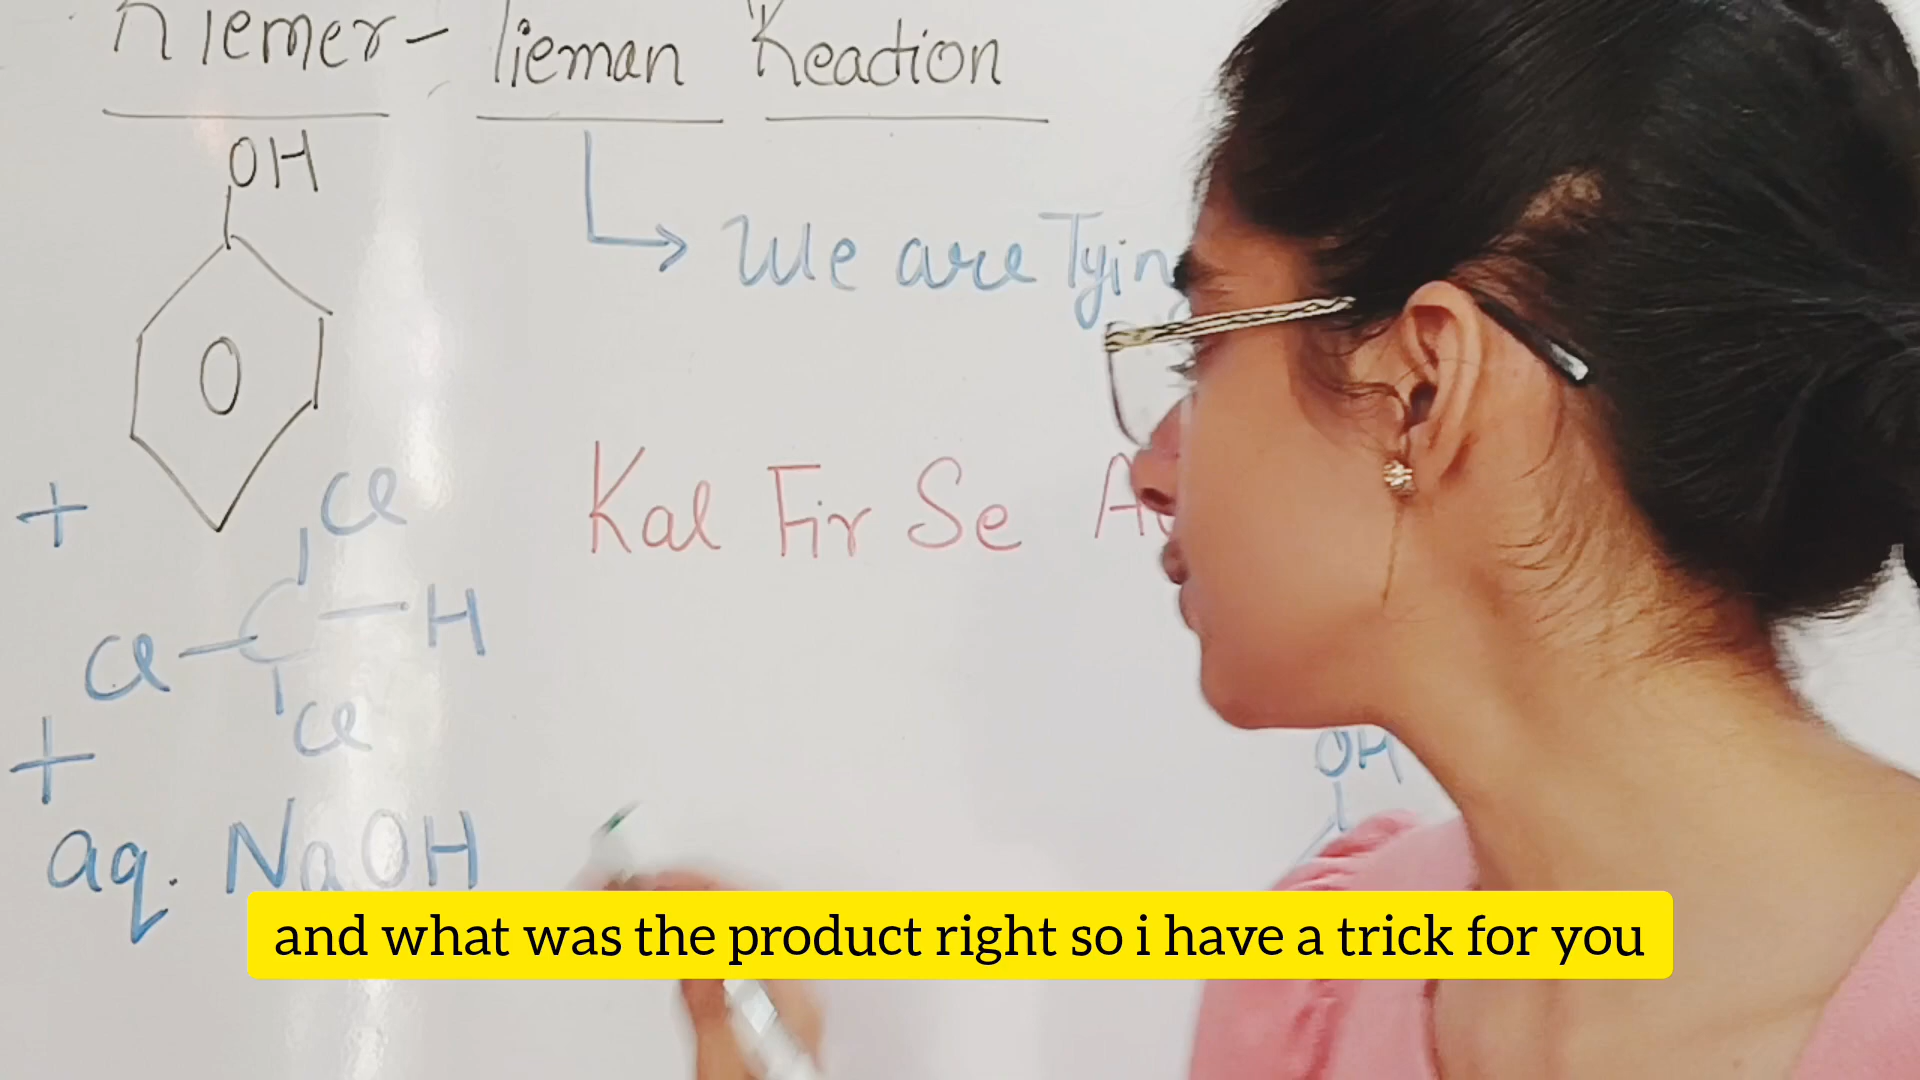 Riemer- Tieman Reaction
OH
We are Tying
Kal Fir Se
+
Cl
Cl-C-H
Cl
+
OH
aq. NaOH
and what was the product right so i have a trick for you